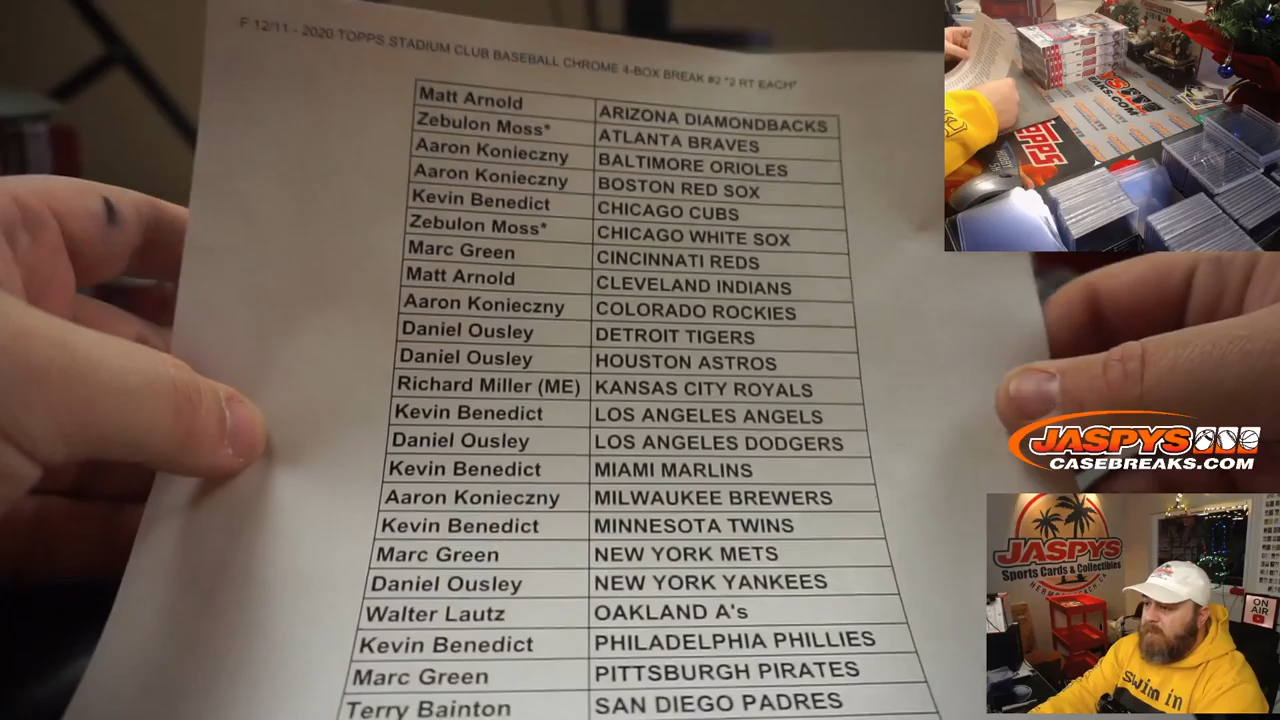 F 12/11 - 2020 TOPPS STADIUM CLUB BASEBALL CHROME 4-BOX BREAK #2 "2 RT EACH"
Matt Arnold ARIZONA DIAMONDBACKS
Zebulon Moss* ATLANTA BRAVES
Aaron Konieczny BALTIMORE ORIOLES
Aaron Konieczny BOSTON RED SOX
Kevin Benedict CHICAGO CUBS
Zebulon Moss* CHICAGO WHITE SOX
Marc Green CINCINNATI REDS
Matt Arnold CLEVELAND INDIANS
Aaron Konieczny COLORADO ROCKIES
Daniel Ousley DETROIT TIGERS
Daniel Ousley HOUSTON ASTROS
Richard Miller (ME) KANSAS CITY ROYALS
Kevin Benedict LOS ANGELES ANGELS
Daniel Ousley LOS ANGELES DODGERS
Kevin Benedict MIAMI MARLINS
Aaron Konieczny MILWAUKEE BREWERS
Kevin Benedict MINNESOTA TWINS
Marc Green NEW YORK METS
Daniel Ousley NEW YORK YANKEES
Walter Lautz OAKLAND A's
Kevin Benedict PHILADELPHIA PHILLIES
Marc Green PITTSBURGH PIRATES
Terry Bainton SAN DIEGO PADRES
TOPPS
JASPYS
CASEBREAKS.COM
JASPYS
Sports Cards & Collectibles
ON
AIR
Swim in